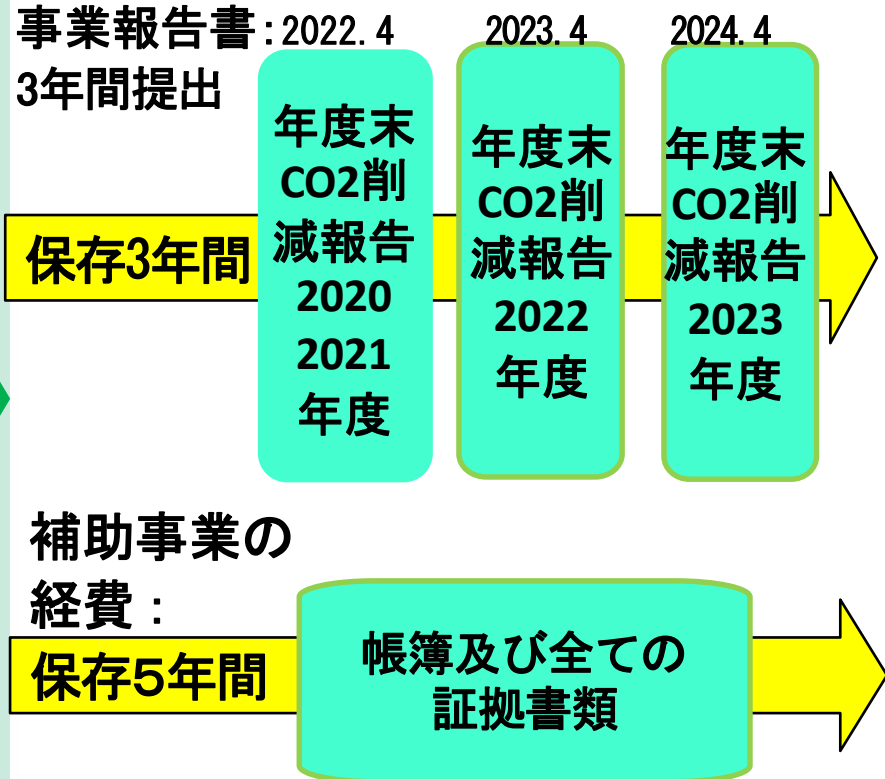 事業報告書:2022.4 2023.4 2024.4
3年間提出
保存3年間
年度末
CO2削
減報告
2020
2021
年度
年度末
CO2削
減報告
2022
年度
年度末
CO2削
減報告
2023
年度
補助事業の
経費:
保存5年間
帳簿及び全ての
証拠書類